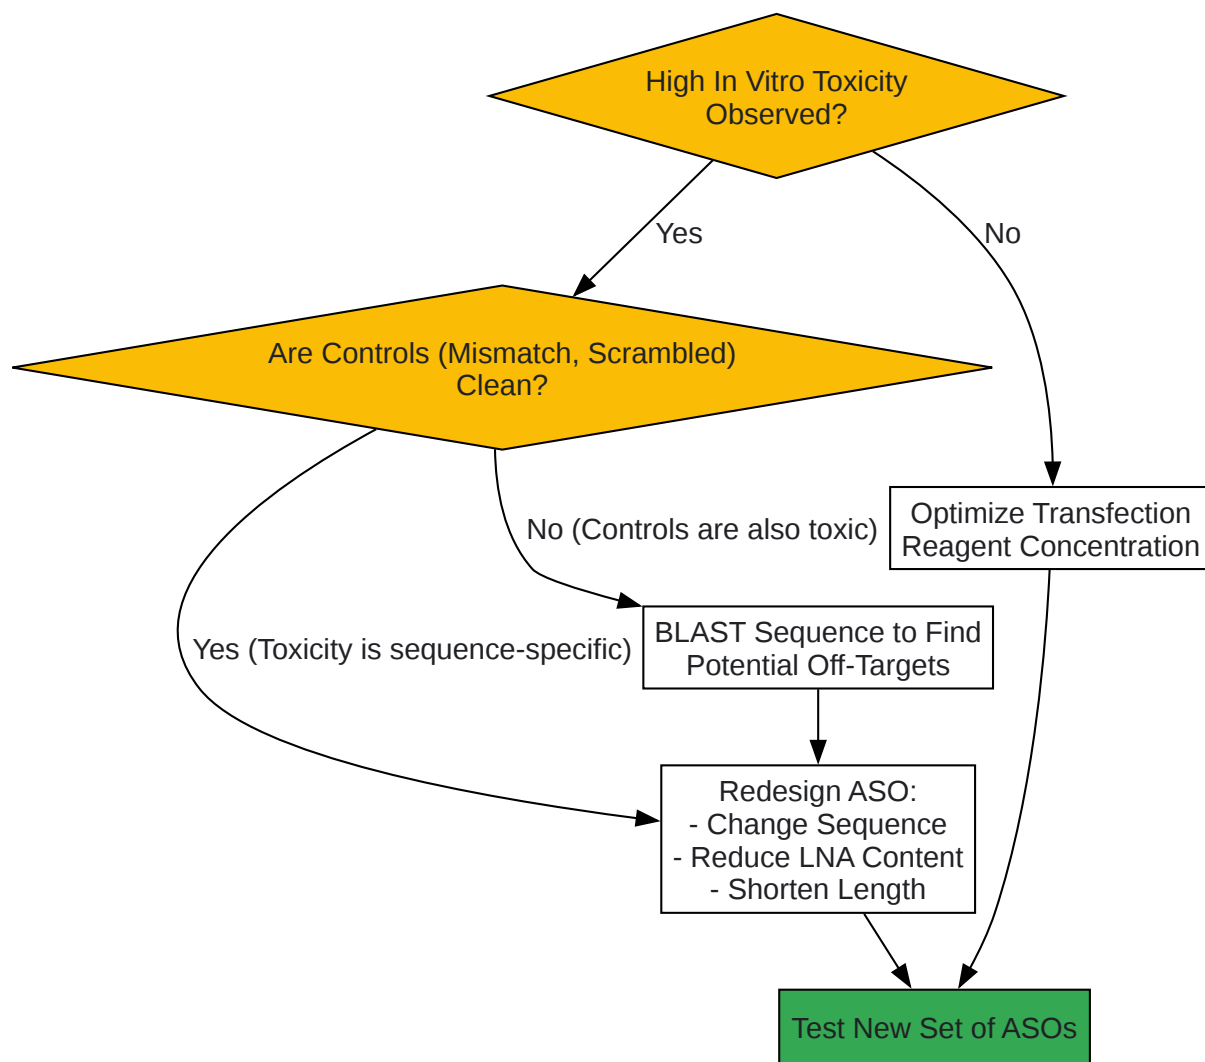 High In Vitro Toxicity
Observed?
Yes
No
Are Controls (Mismatch, Scrambled)
Clean?
Optimize Transfection
Reagent Concentration
No (Controls are also toxic)
BLAST Sequence to Find
Potential Off-Targets
Yes (Toxicity is sequence-specific)
Redesign ASO:
- Change Sequence
- Reduce LNA Content
- Shorten Length
Test New Set of ASOs